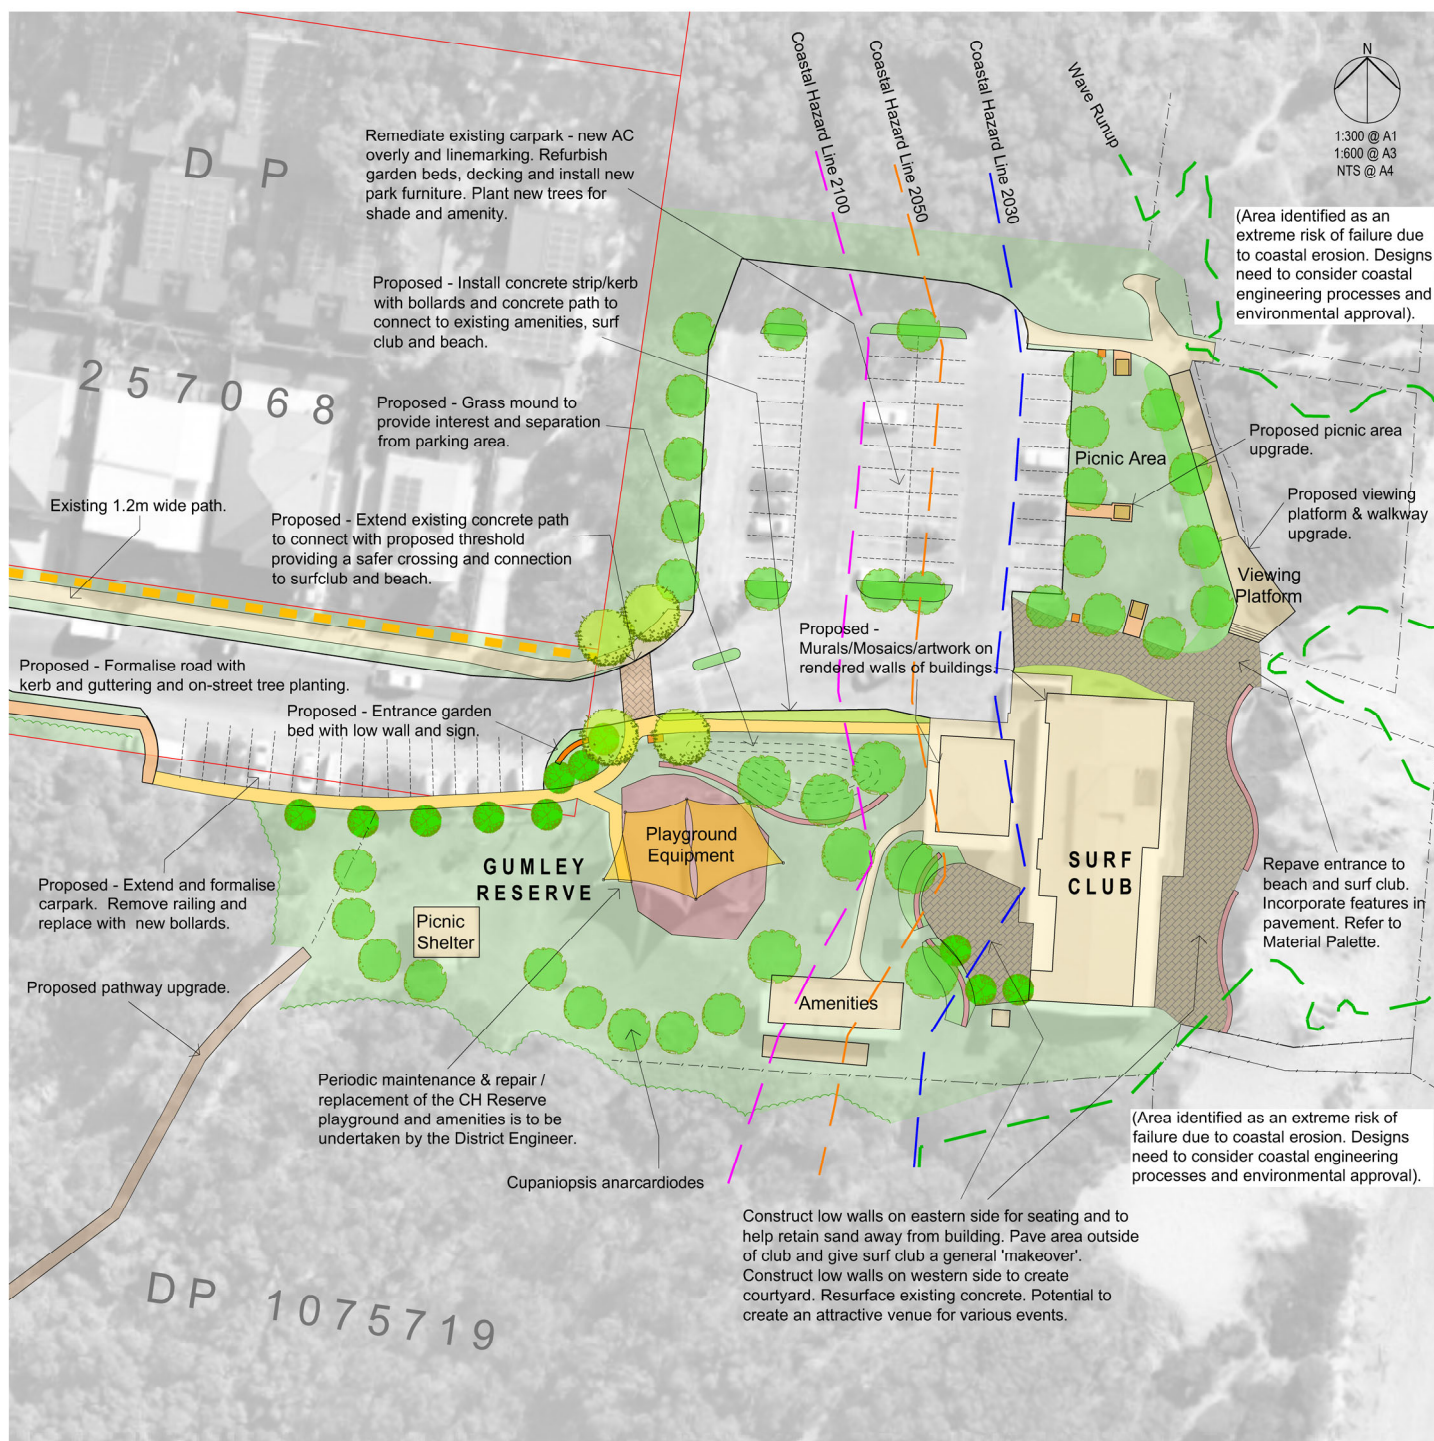 N
1:300 @ A1
1:600 @ A3
NTS @ A4
Coastal Hazard Line 2100
Coastal Hazard Line 2050
Coastal Hazard Line 2030
Wave Runup
Remediate existing carpark - new AC
overly and linemarking. Refurbish
garden beds, decking and install new
park furniture. Plant new trees for
shade and amenity.
D P
(Area identified as an
extreme risk of failure due
to coastal erosion. Designs
need to consider coastal
engineering processes and
environmental approval).
Proposed - Install concrete strip/kerb
with bollards and concrete path to
connect to existing amenities, surf
club and beach.
257068
Proposed - Grass mound to
provide interest and separation
from parking area.
Proposed picnic area
upgrade.
Picnic Area
Existing 1.2m wide path.
Proposed - Extend existing concrete path
to connect with proposed threshold
providing a safer crossing and connection
to surfclub and beach.
Proposed viewing
platform & walkway
upgrade.
Viewing
Platform
Proposed -
Murals/Mosaics/artwork on
rendered walls of buildings.
Proposed - Formalise road with
kerb and guttering and on-street tree planting.
Proposed - Entrance garden
bed with low wall and sign.
Playground
Equipment
GUMLEY
RESERVE
SURF
CLUB
Repave entrance to
beach and surf club.
Incorporate features in
pavement. Refer to
Material Palette.
Proposed - Extend and formalise
carpark. Remove railing and
replace with new bollards.
Picnic
Shelter
Proposed pathway upgrade.
Amenities
Periodic maintenance & repair /
replacement of the CH Reserve
playground and amenities is to be
undertaken by the District Engineer.
(Area identified as an extreme risk of
failure due to coastal erosion. Designs
need to consider coastal engineering
processes and environmental approval).
Cupaniopsis anarcardiodes
Construct low walls on eastern side for seating and to
help retain sand away from building. Pave area outside
of club and give surf club a general 'makeover'.
Construct low walls on western side to create
courtyard. Resurface existing concrete. Potential to
create an attractive venue for various events.
DP 1075719